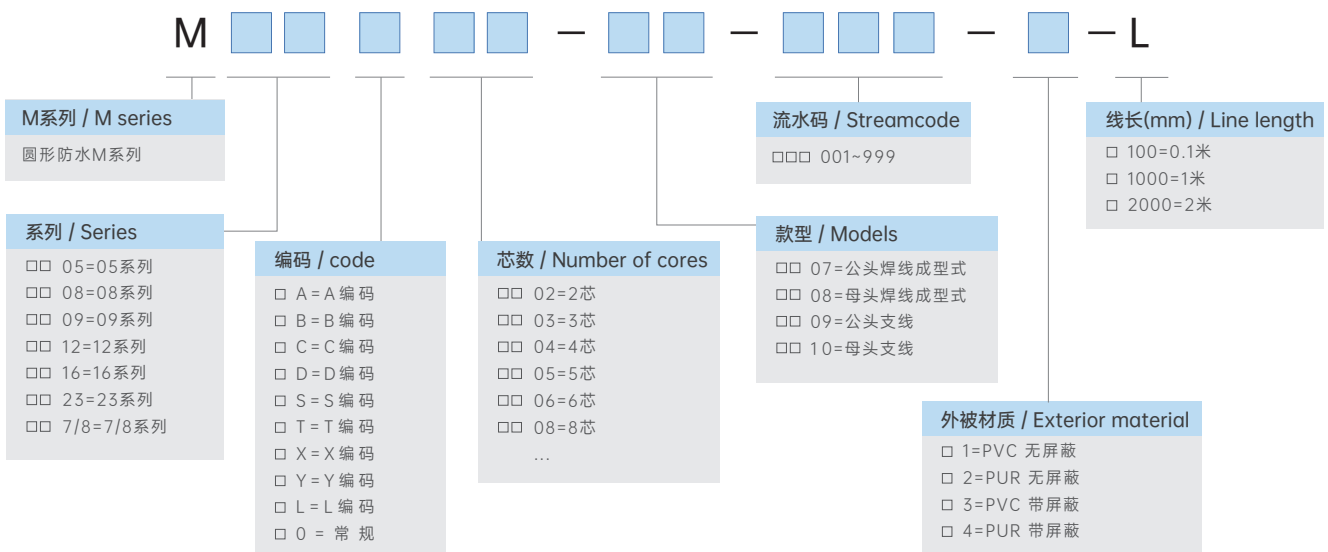 M □□ □ □□ — □□ — □□□ — □ — L
M系列 / M series
圆形防水M系列
系列 / Series
□□ 05=05系列
□□ 08=08系列
□□ 09=09系列
□□ 12=12系列
□□ 16=16系列
□□ 23=23系列
□□ 7/8=7/8系列
编码 / code
□ A=A编码
□ B=B编码
□ C=C编码
□ D=D编码
□ S=S编码
□ T=T编码
□ X=X编码
□ Y=Y编码
□ L=L编码
□ 0=常规
芯数 / Number of cores
□□ 02=2芯
□□ 03=3芯
□□ 04=4芯
□□ 05=5芯
□□ 06=6芯
□□ 08=8芯
...
流水码 / Streamcode
□□□ 001~999
款型 / Models
□□ 07=公头焊线成型式
□□ 08=母头焊线成型式
□□ 09=公头支线
□□ 10=母头支线
外被材质 / Exterior material
□ 1=PVC 无屏蔽
□ 2=PUR 无屏蔽
□ 3=PVC 带屏蔽
□ 4=PUR 带屏蔽
线长(mm) / Line length
□ 100=0.1米
□ 1000=1米
□ 2000=2米